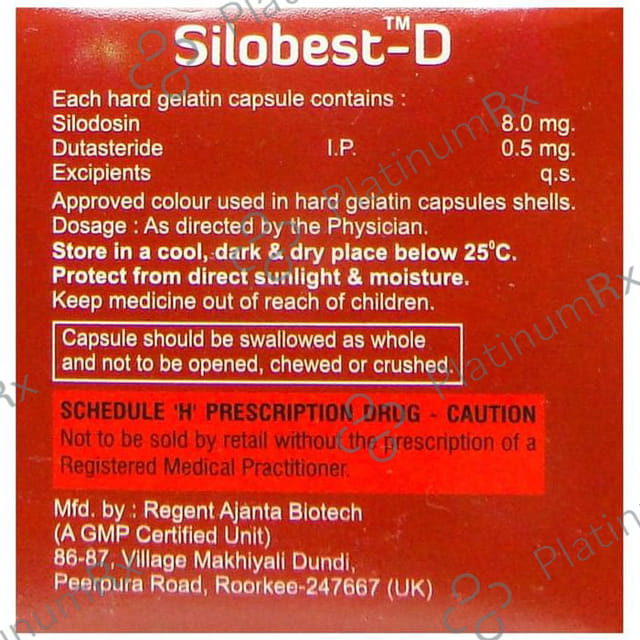 Silobest™-D
Each hard gelatin capsule contains :
Silodosin 8.0 mg.
Dutasteride I.P. 0.5 mg.
Excipients q.s.
Approved colour used in hard gelatin capsules shells.
Dosage : As directed by the Physician.
Store in a cool, dark & dry place below 25⁰C.
Protect from direct sunlight & moisture.
Keep medicine out of reach of children.
Capsule should be swallowed as whole
and not to be opened, chewed or crushed.
SCHEDULE 'H' PRESCRIPTION DRUG - CAUTION
Not to be sold by retail without the prescription of a
Registered Medical Practitioner.
Mfd. by : Regent Ajanta Biotech
(A GMP Certified Unit)
86-87, Village Makhiyali Dundi,
Peerpura Road, Roorkee-247667 (UK)
PlatinumRx
PlatinumRx